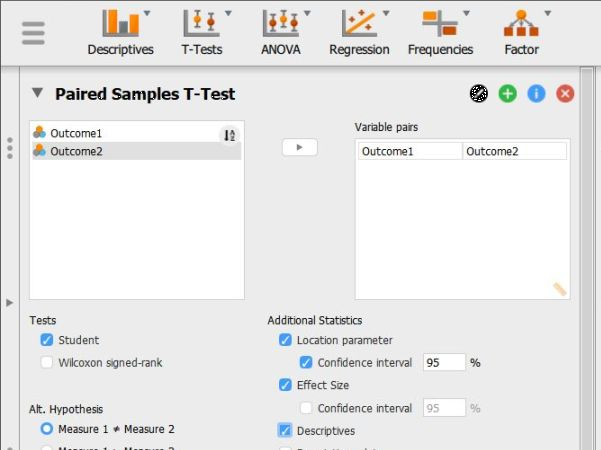 Descriptives T-Tests ANOVA Regression Frequencies Factor
Paired Samples T-Test
Outcome1
Outcome2
Variable pairs
Outcome1 Outcome2
Tests
Student
Wilcoxon signed-rank
Alt. Hypothesis
Measure 1 ≠ Measure 2
Additional Statistics
Location parameter
Confidence interval 95 %
Effect Size
Confidence interval 95 %
Descriptives